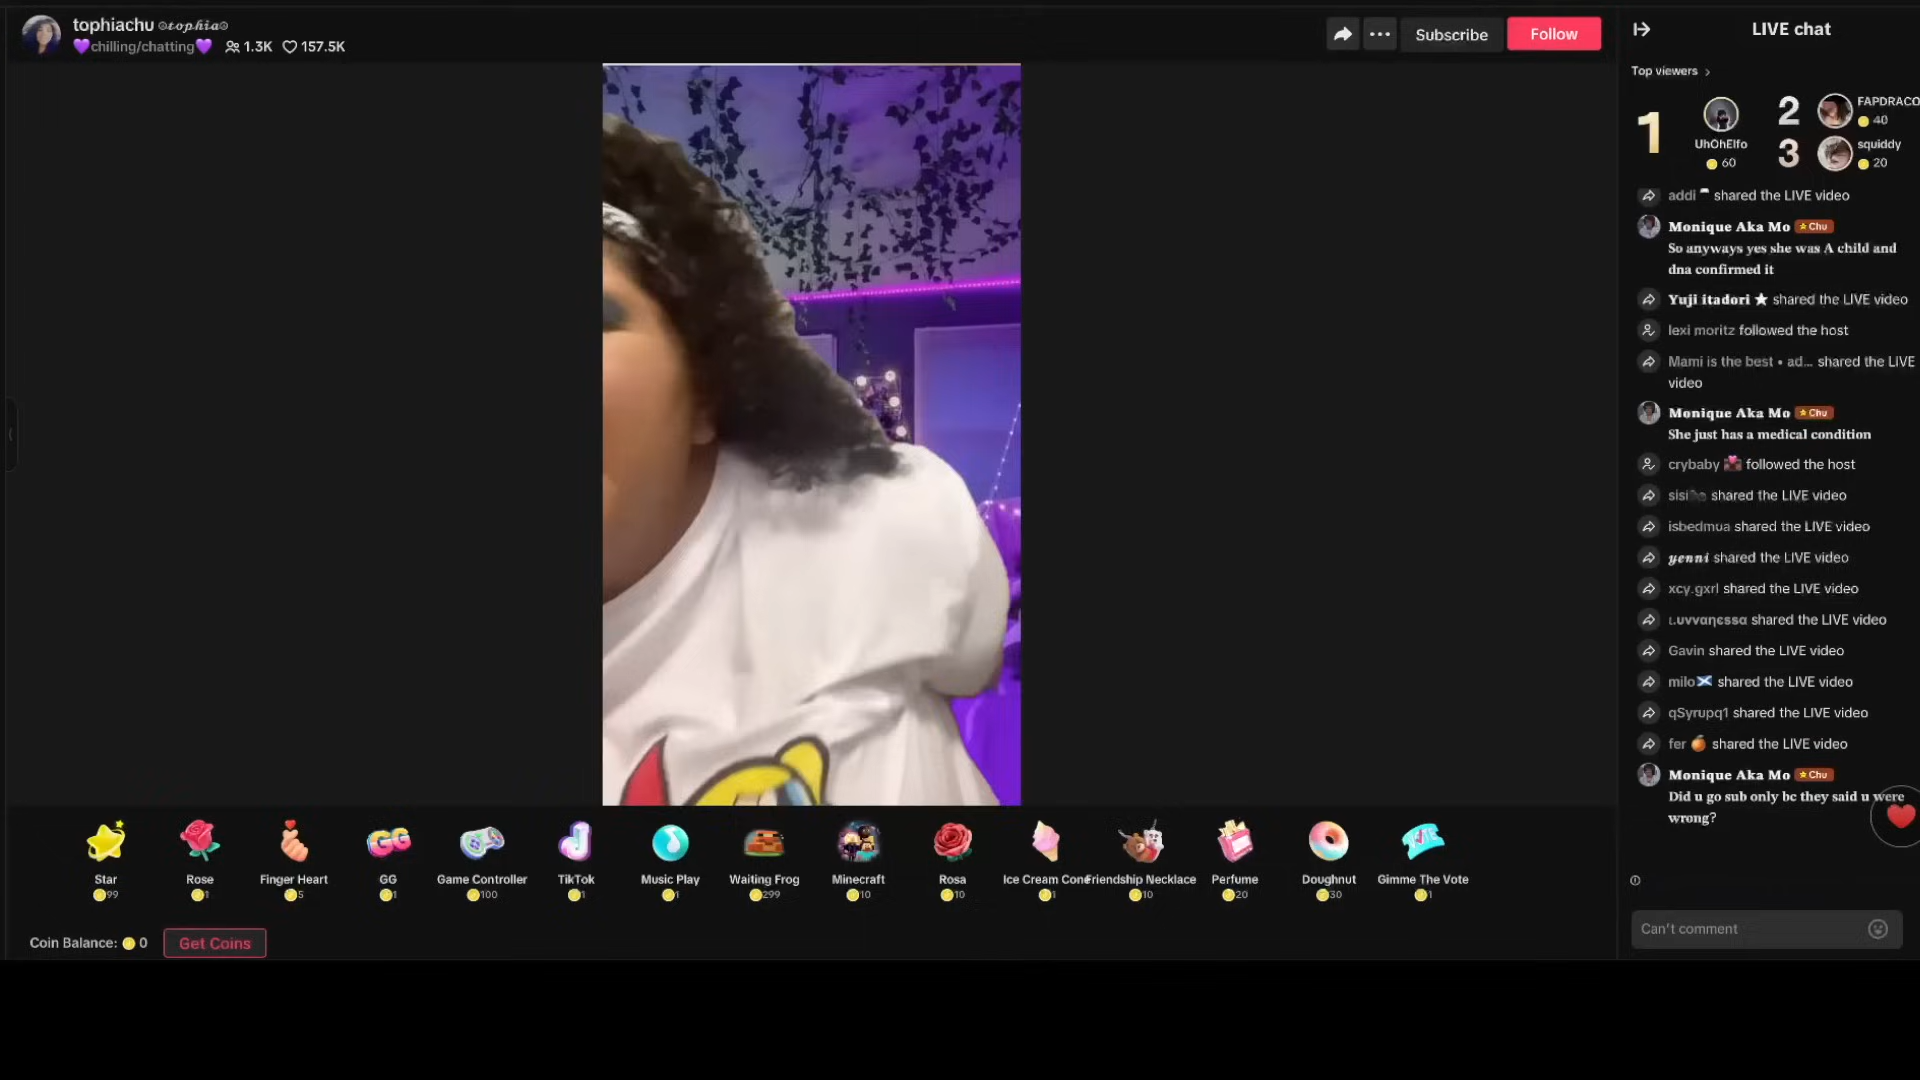 tophiachu ☹𝓽𝓸𝓹𝓱𝓲𝓪☹
💜chilling/chatting💜 1.3K 157.5K
Subscribe
Follow
LIVE chat
Top viewers >
1
UhOhElfo
60
2
FAPDRACO
40
3
squiddy
20
addi shared the LIVE video
Monique Aka Mo Chu
So anyways yes she was A child and
dna confirmed it
Yuji itadori ★ shared the LIVE video
lexi moritz followed the host
Mami is the best • ad... shared the LIVE
video
Monique Aka Mo Chu
She just has a medical condition
crybaby followed the host
sisi shared the LIVE video
isbedmua shared the LIVE video
yenni shared the LIVE video
xcy.gxrl shared the LIVE video
ʟ.υvvαɳєssα shared the LIVE video
Gavin shared the LIVE video
milo🏴󠁧󠁢󠁳󠁣󠁴󠁿 shared the LIVE video
qSyrupq1 shared the LIVE video
fer 🍊 shared the LIVE video
Monique Aka Mo Chu
Did u go sub only bc they said u were
wrong?
Can't comment
GG
LIVE
Star
99
Rose
1
Finger Heart
5
GG
1
Game Controller
100
TikTok
1
Music Play
1
Waiting Frog
299
Minecraft
10
Rosa
10
Ice Cream Cone
1
Friendship Necklace
10
Perfume
20
Doughnut
30
Gimme The Vote
1
Coin Balance: 0
Get Coins